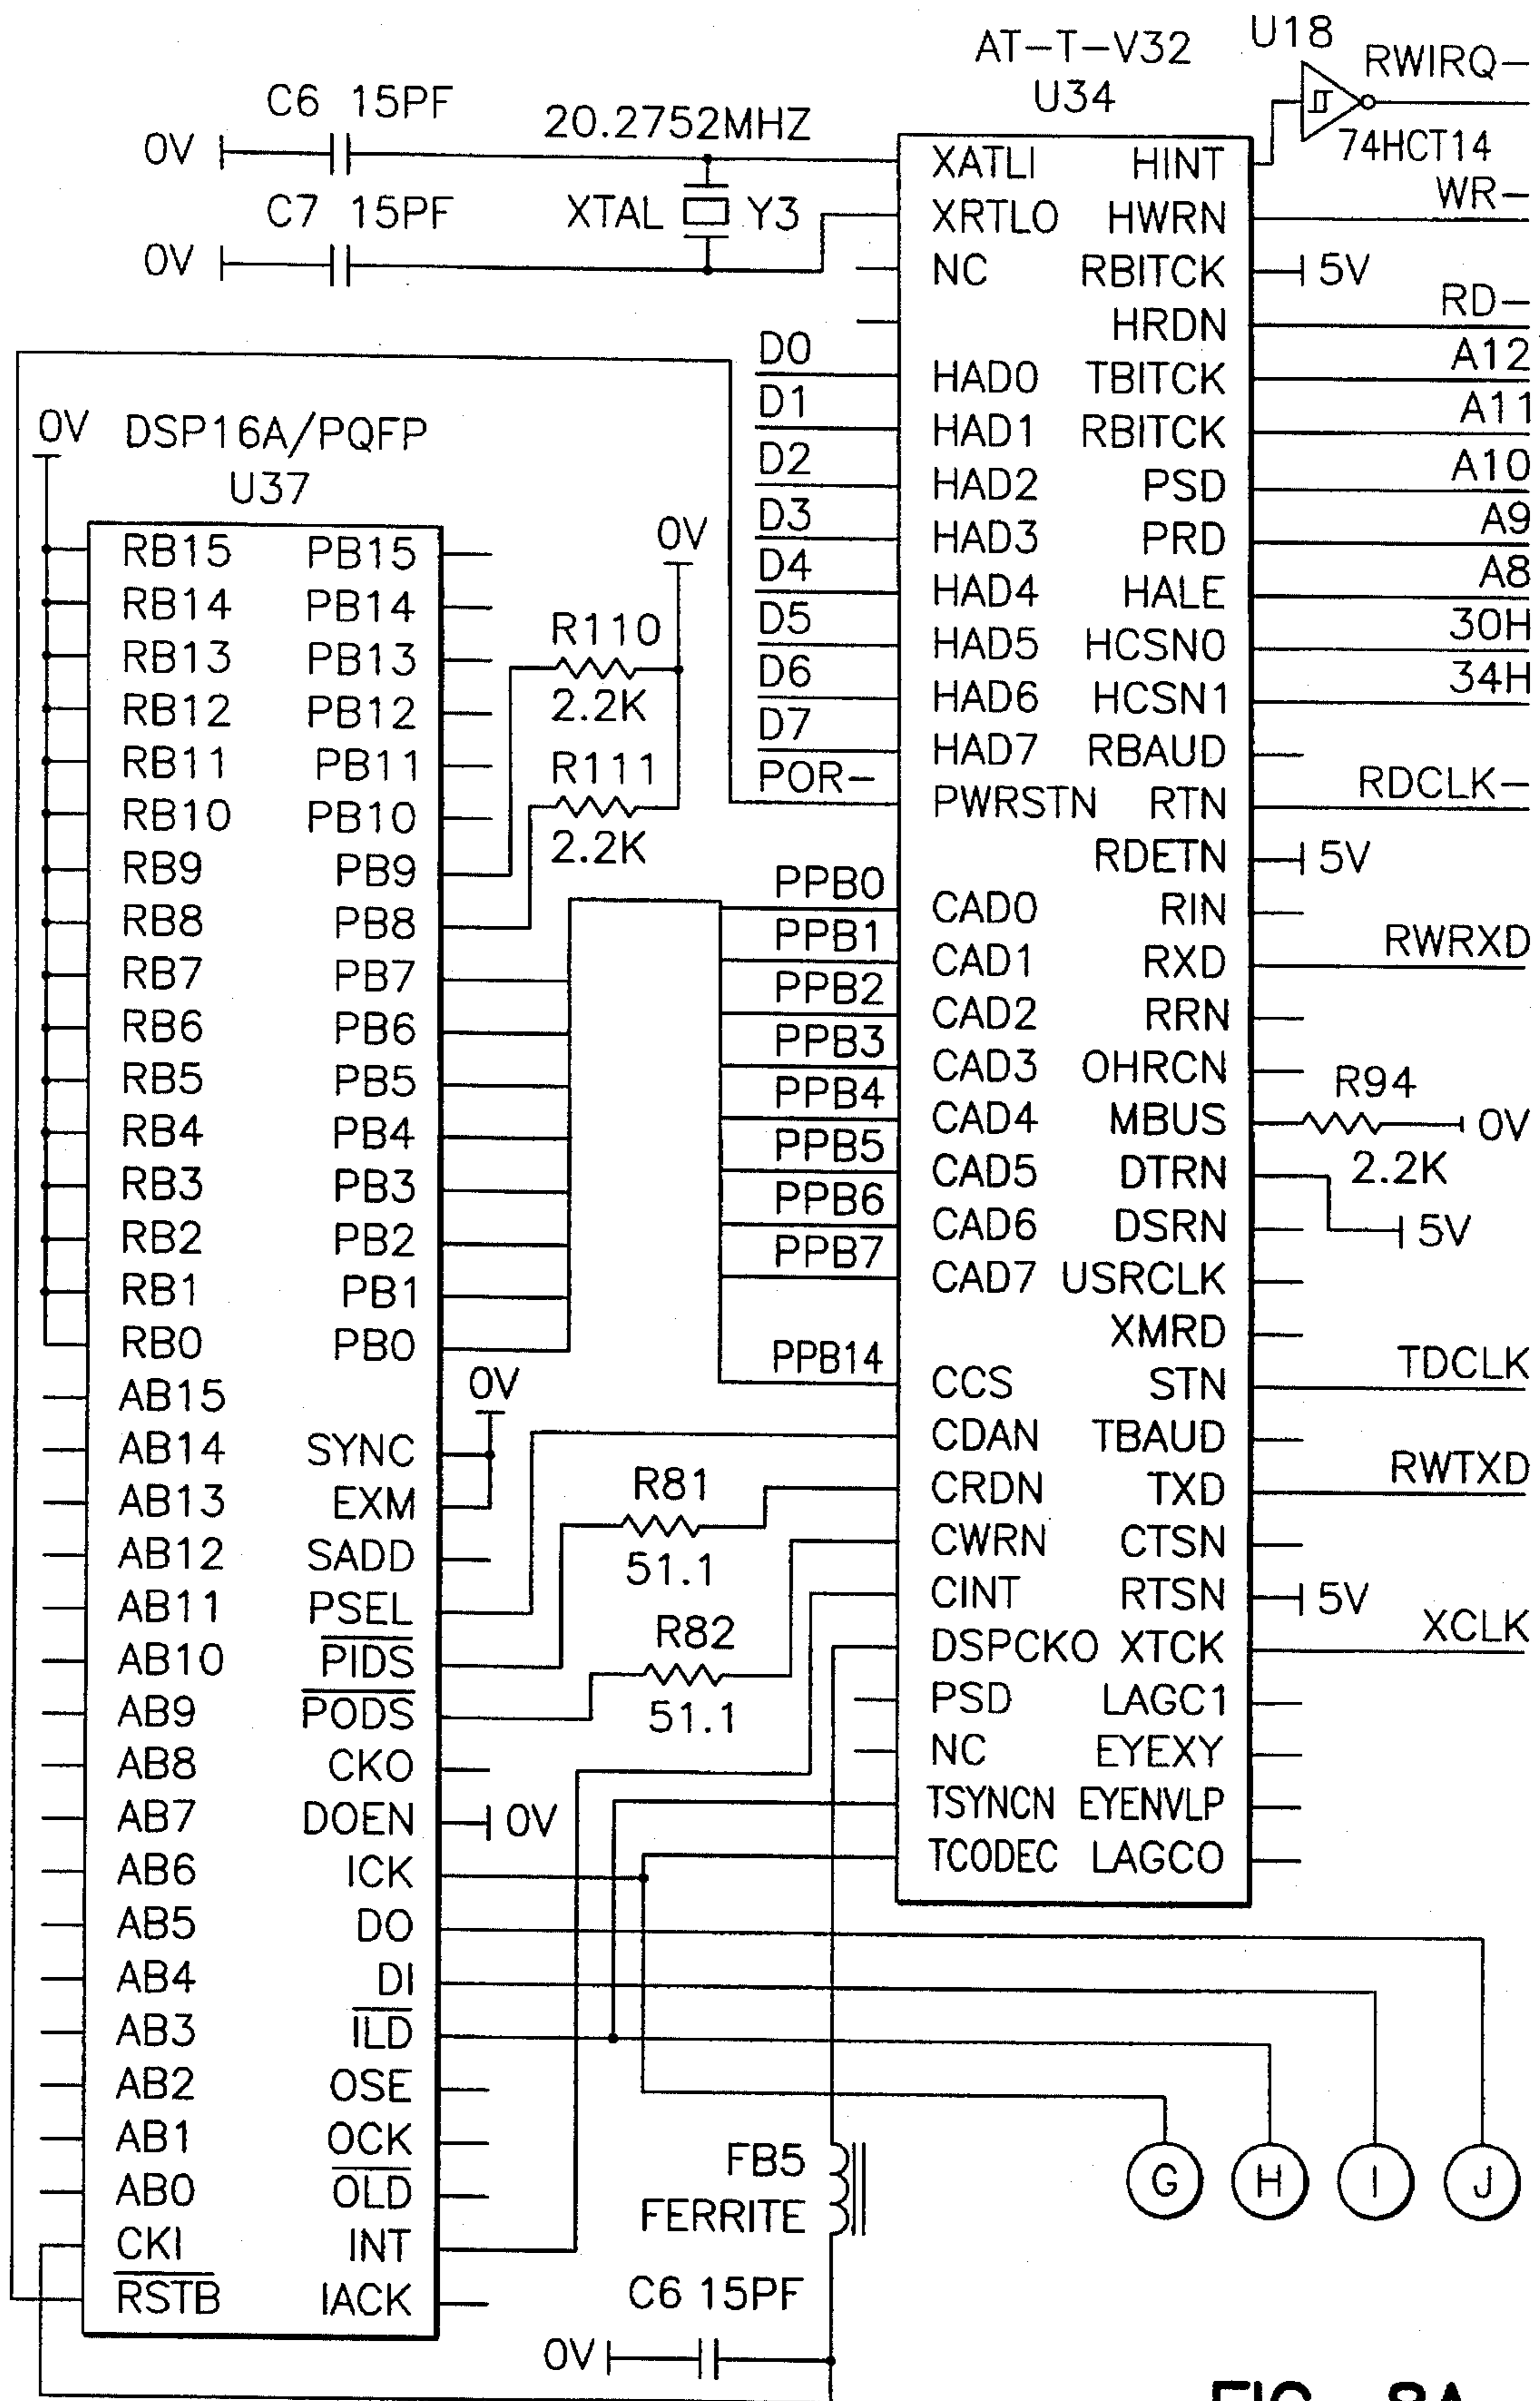 AT-T-V32
U34
U18
RWIRQ-
74HCT14
C6 15PF
0V
20.2752MHZ
C7 15PF
0V
XTAL
Y3
XATLI HINT
XRTLO HWRN
WR-
NC RBITCK
5V
HRDN
RD-
D0
HAD0 TBITCK
A12
D1
HAD1 RBITCK
A11
D2
HAD2 PSD
A10
D3
HAD3 PRD
A9
D4
HAD4 HALE
A8
D5
HAD5 HCSN0
30H
D6
HAD6 HCSN1
34H
D7
HAD7 RBAUD
POR-
PWRSTN RTN
RDCLK-
RDETN
5V
PPB0
CAD0 RIN
PPB1
CAD1 RXD
RWRXD
PPB2
CAD2 RRN
PPB3
CAD3 OHRCN
PPB4
CAD4 MBUS
R94
2.2K
0V
PPB5
CAD5 DTRN
PPB6
CAD6 DSRN
5V
PPB7
CAD7 USRCLK
XMRD
PPB14
CCS STN
TDCLK
CDAN TBAUD
CRDN TXD
RWTXD
CWRN CTSN
CINT RTSN
5V
DSPCKO XTCK
XCLK
PSD LAGC1
NC EYEXY
TSYNCN EYENVLP
TCODEC LAGCO
0V
DSP16A/PQFP
U37
RB15 PB15
RB14 PB14
RB13 PB13
RB12 PB12
RB11 PB11
RB10 PB10
RB9 PB9
RB8 PB8
RB7 PB7
RB6 PB6
RB5 PB5
RB4 PB4
RB3 PB3
RB2 PB2
RB1 PB1
RB0 PB0
AB15
AB14 SYNC
AB13 EXM
AB12 SADD
AB11 PSEL
AB10 PIDS
AB9 PODS
AB8 CKO
AB7 DOEN
0V
AB6 ICK
AB5 DO
AB4 DI
AB3 ILD
AB2 OSE
AB1 OCK
AB0 OLD
CKI INT
RSTB IACK
0V
R110
2.2K
R111
2.2K
0V
R81
51.1
R82
51.1
FB5
FERRITE
C6 15PF
0V
G
H
I
J
FIG. 8A